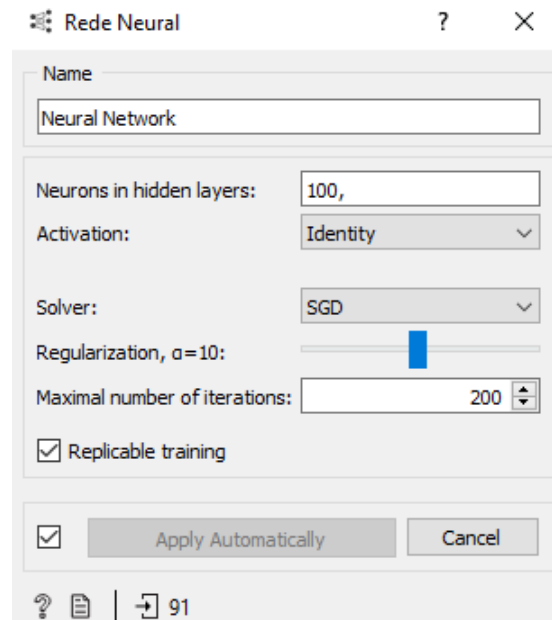 Rede Neural ?
Name
Neural Network
Neurons in hidden layers: 100,
Activation: Identity
Solver: SGD
Regularization, α=10:
Maximal number of iterations: 200
Replicable training
Apply Automatically Cancel
? 91